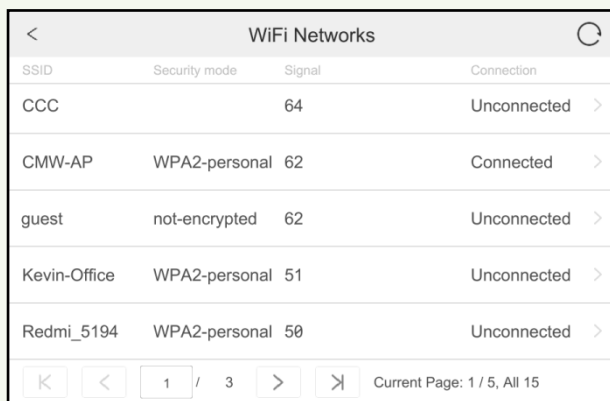 WiFi Networks
SSID Security mode Signal Connection
CCC 64 Unconnected
CMW-AP WPA2-personal 62 Connected
guest not-encrypted 62 Unconnected
Kevin-Office WPA2-personal 51 Unconnected
Redmi_5194 WPA2-personal 50 Unconnected
1 / 3 Current Page: 1 / 5, All 15